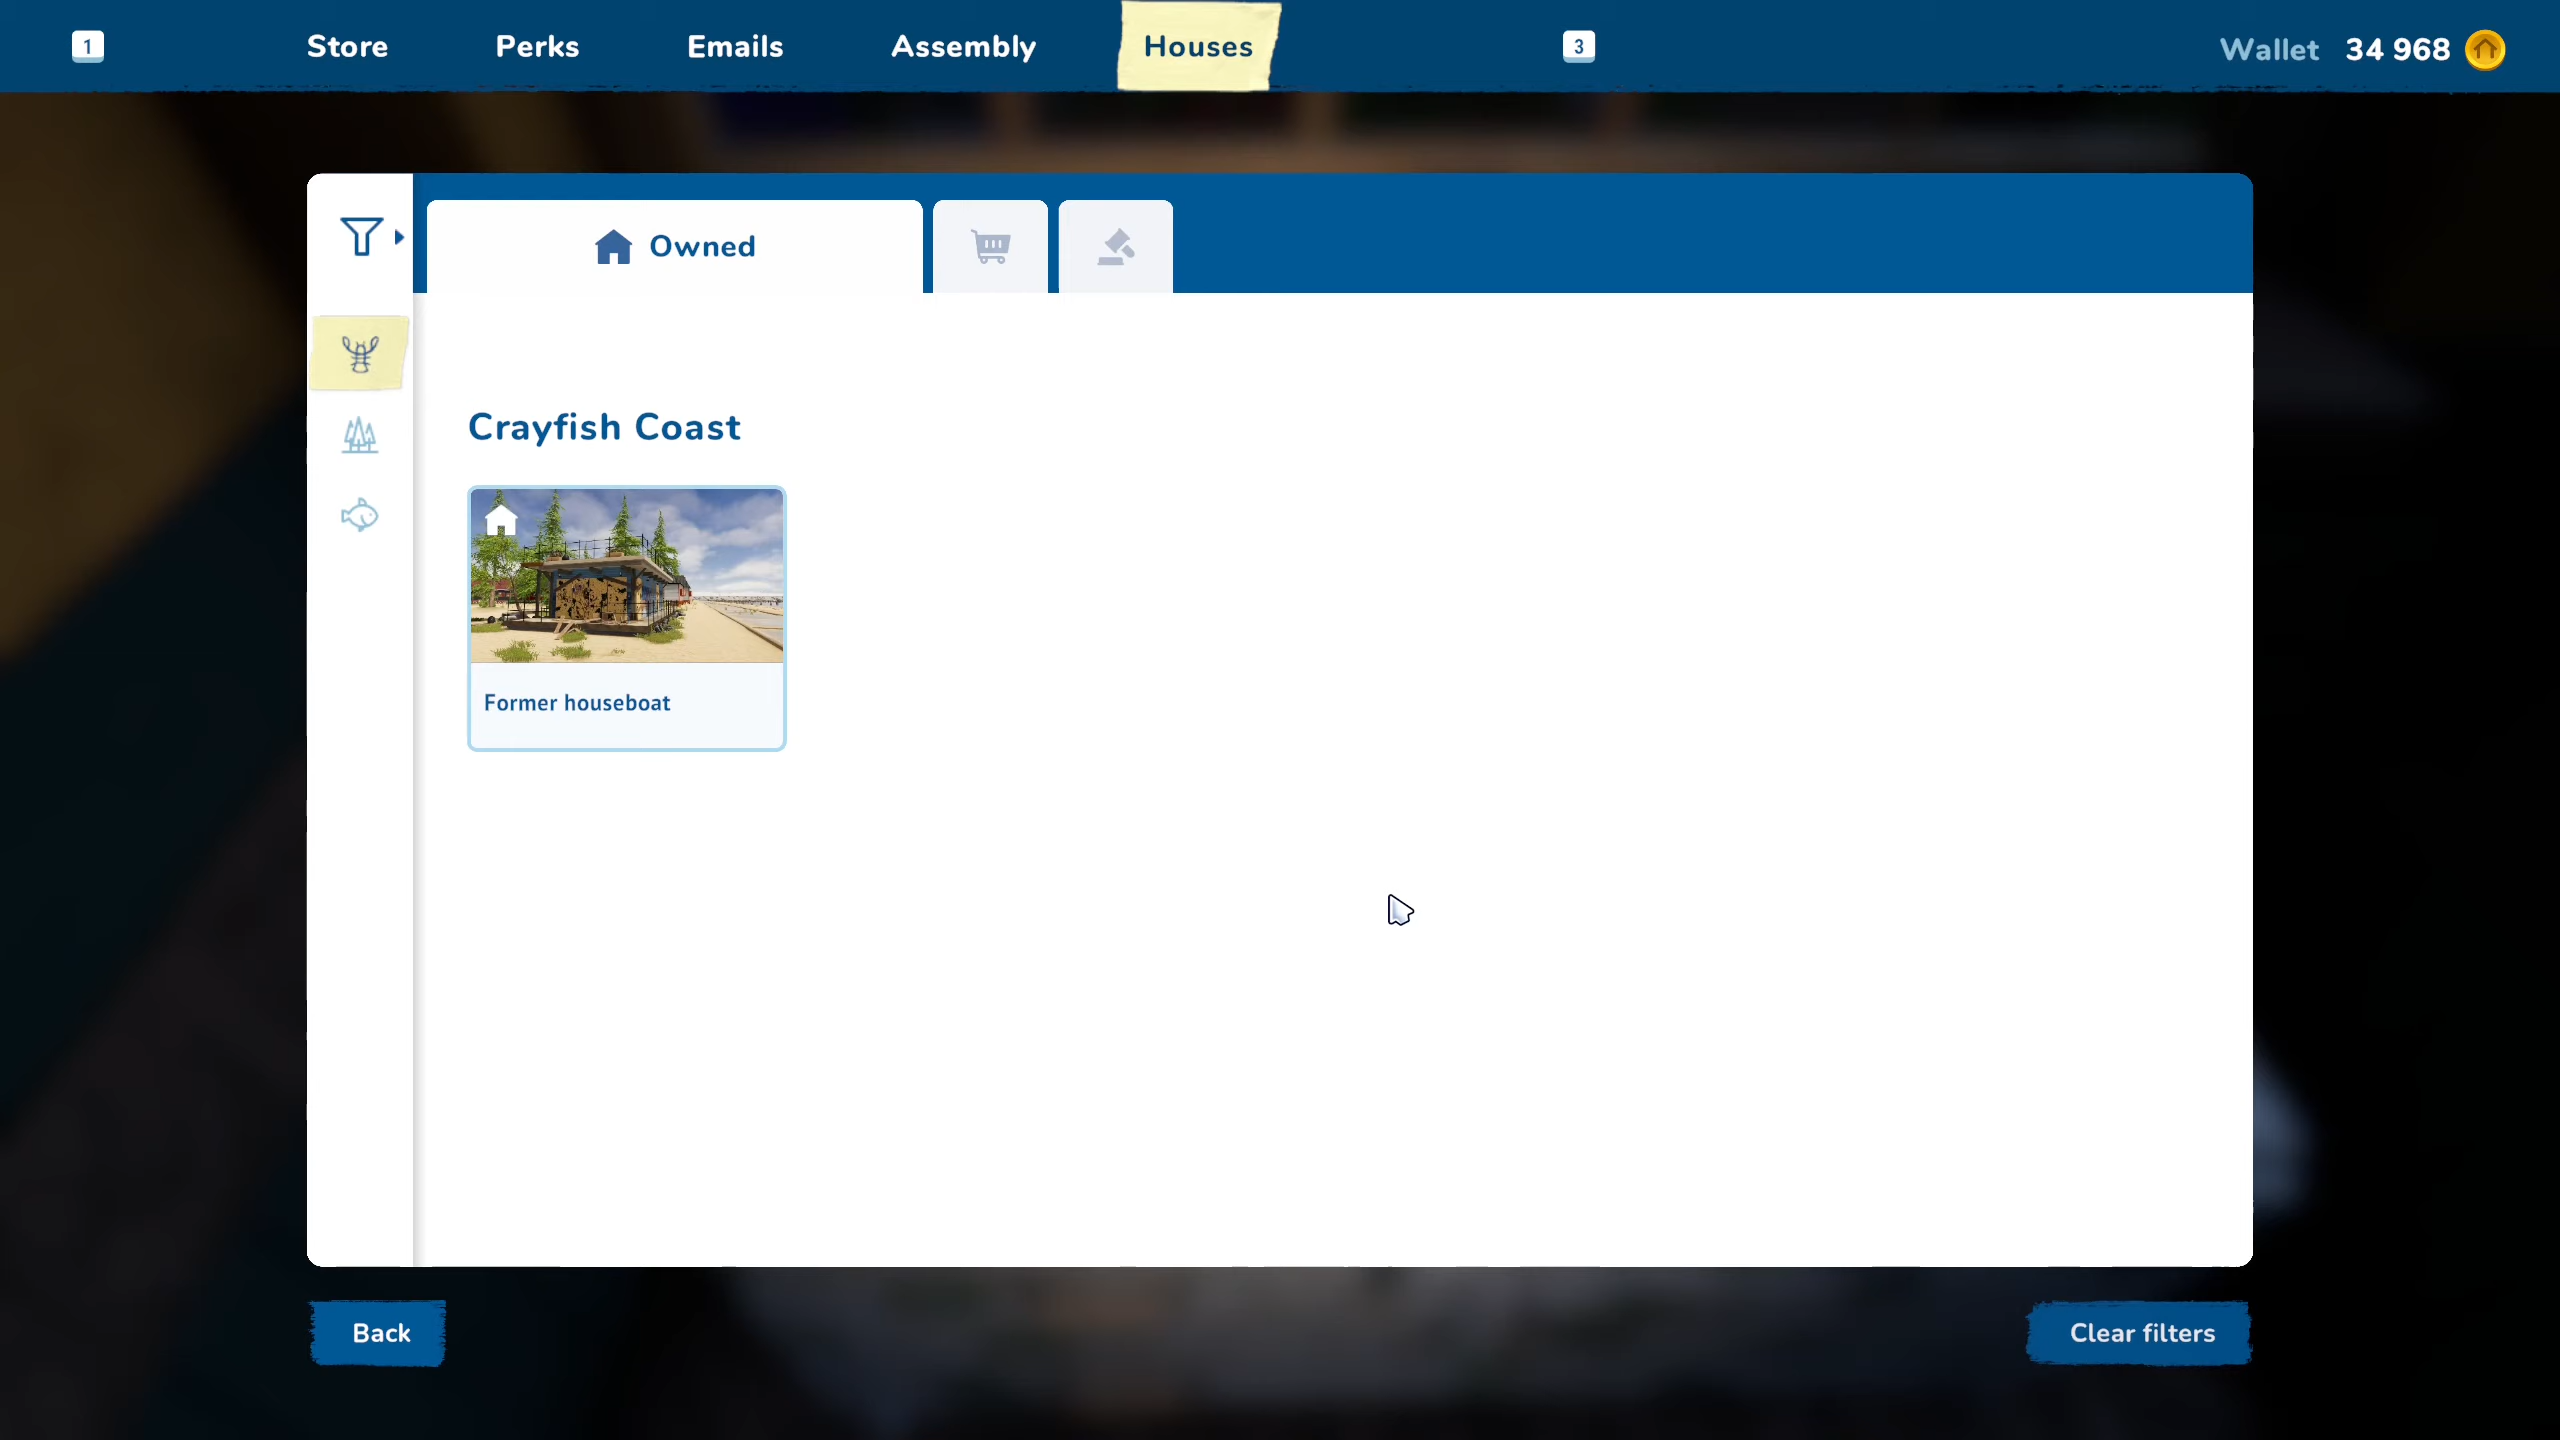 1 Store Perks Emails Assembly Houses 3 Wallet 34 968
Owned
Crayfish Coast
Former houseboat
Back Clear filters